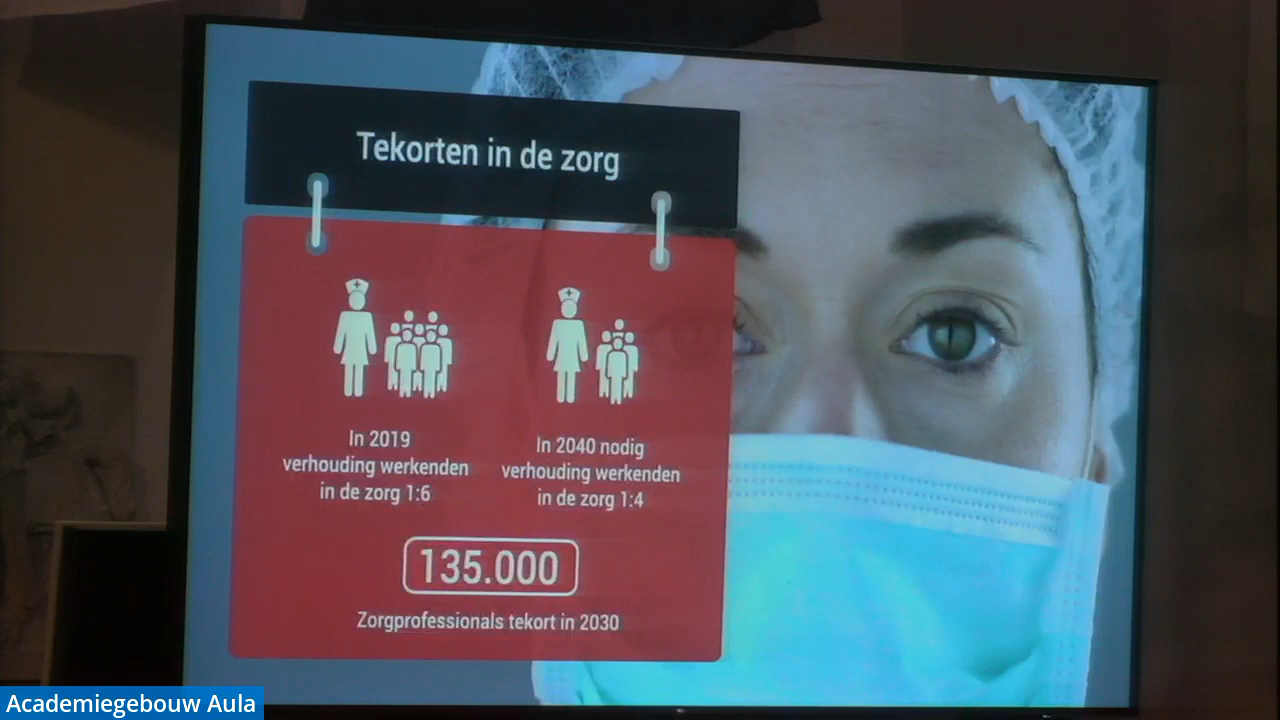 Tekorten in de zorg
In 2019
verhouding werkenden
in de zorg 1:6
In 2040 nodig
verhouding werkenden
in de zorg 1:4
135.000
Zorgprofessionals tekort in 2030
Academiegebouw Aula